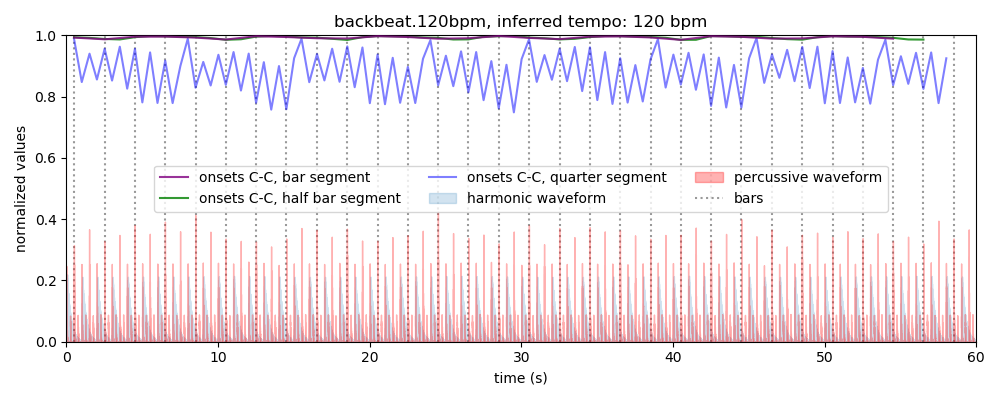 backbeat.120bpm, inferred tempo: 120 bpm
1.0
0.8
0.6
0.4
0.2
0.0
normalized values
onsets C-C, bar segment
onsets C-C, half bar segment
onsets C-C, quarter segment
harmonic waveform
percussive waveform
bars
0 10 20 30 40 50 60
time (s)